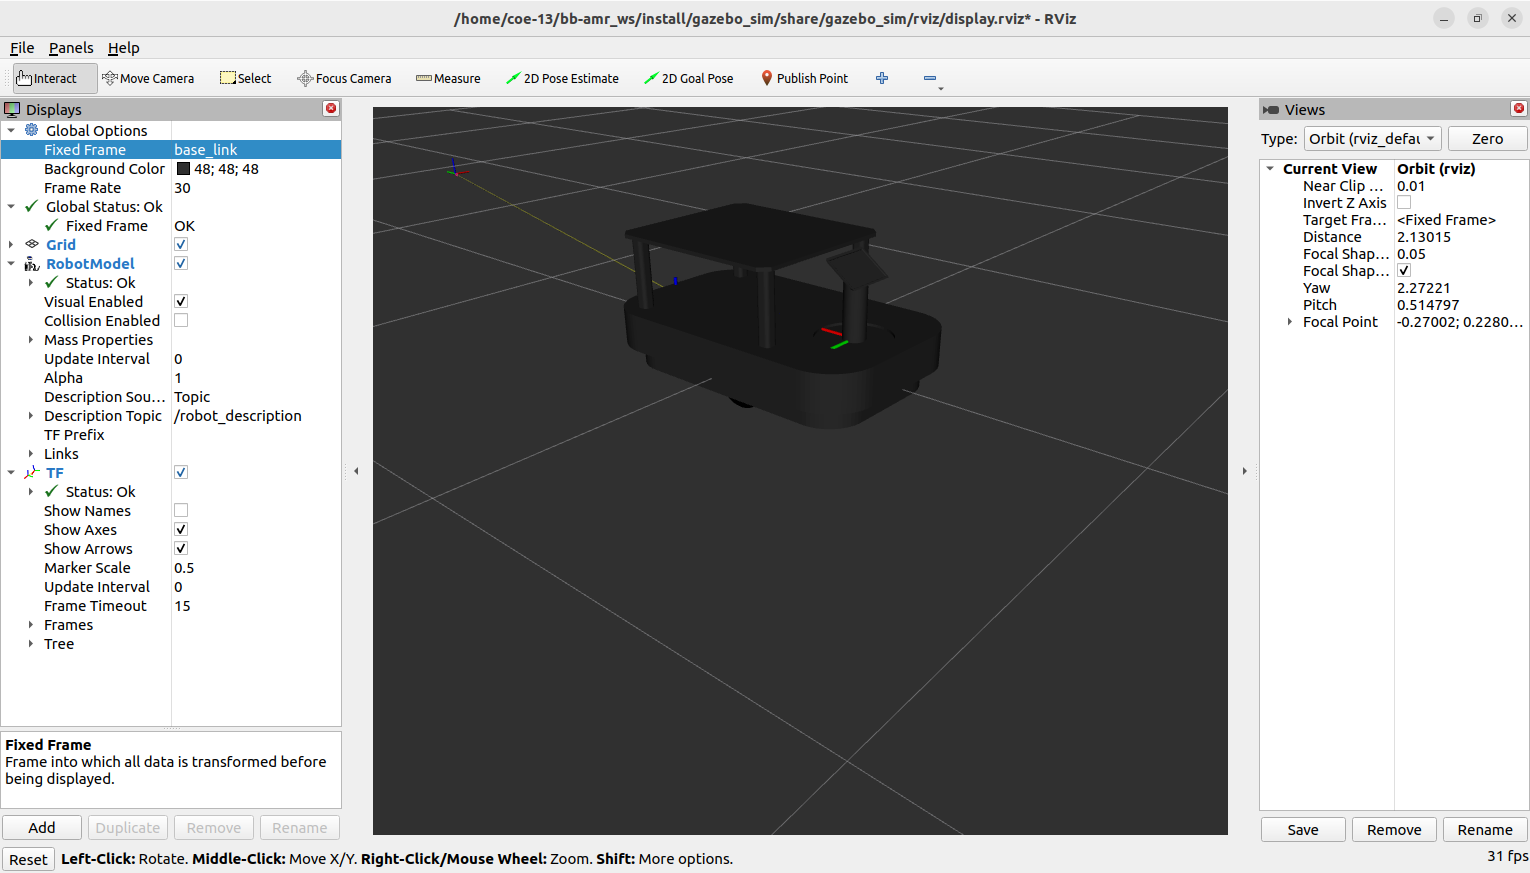 /home/coe-13/bb-amr_ws/install/gazebo_sim/share/gazebo_sim/rviz/display.rviz* - RViz
File Panels Help
Interact Move Camera Select Focus Camera Measure 2D Pose Estimate 2D Goal Pose Publish Point
Displays
Global Options
Fixed Frame base_link
Background Color 48; 48; 48
Frame Rate 30
Global Status: Ok
Fixed Frame OK
Grid
RobotModel
Status: Ok
Visual Enabled
Collision Enabled
Mass Properties
Update Interval 0
Alpha 1
Description Sou... Topic
Description Topic /robot_description
TF Prefix
Links
TF
Status: Ok
Show Names
Show Axes
Show Arrows
Marker Scale 0.5
Update Interval 0
Frame Timeout 15
Frames
Tree
Fixed Frame
Frame into which all data is transformed before
being displayed.
Add Duplicate Remove Rename
Reset Left-Click: Rotate. Middle-Click: Move X/Y. Right-Click/Mouse Wheel: Zoom. Shift: More options.
Views
Type: Orbit (rviz_defau Zero
Current View Orbit (rviz)
Near Clip ... 0.01
Invert Z Axis
Target Fra... <Fixed Frame>
Distance 2.13015
Focal Shap... 0.05
Focal Shap...
Yaw 2.27221
Pitch 0.514797
Focal Point -0.27002; 0.2280...
Save Remove Rename
31 fps